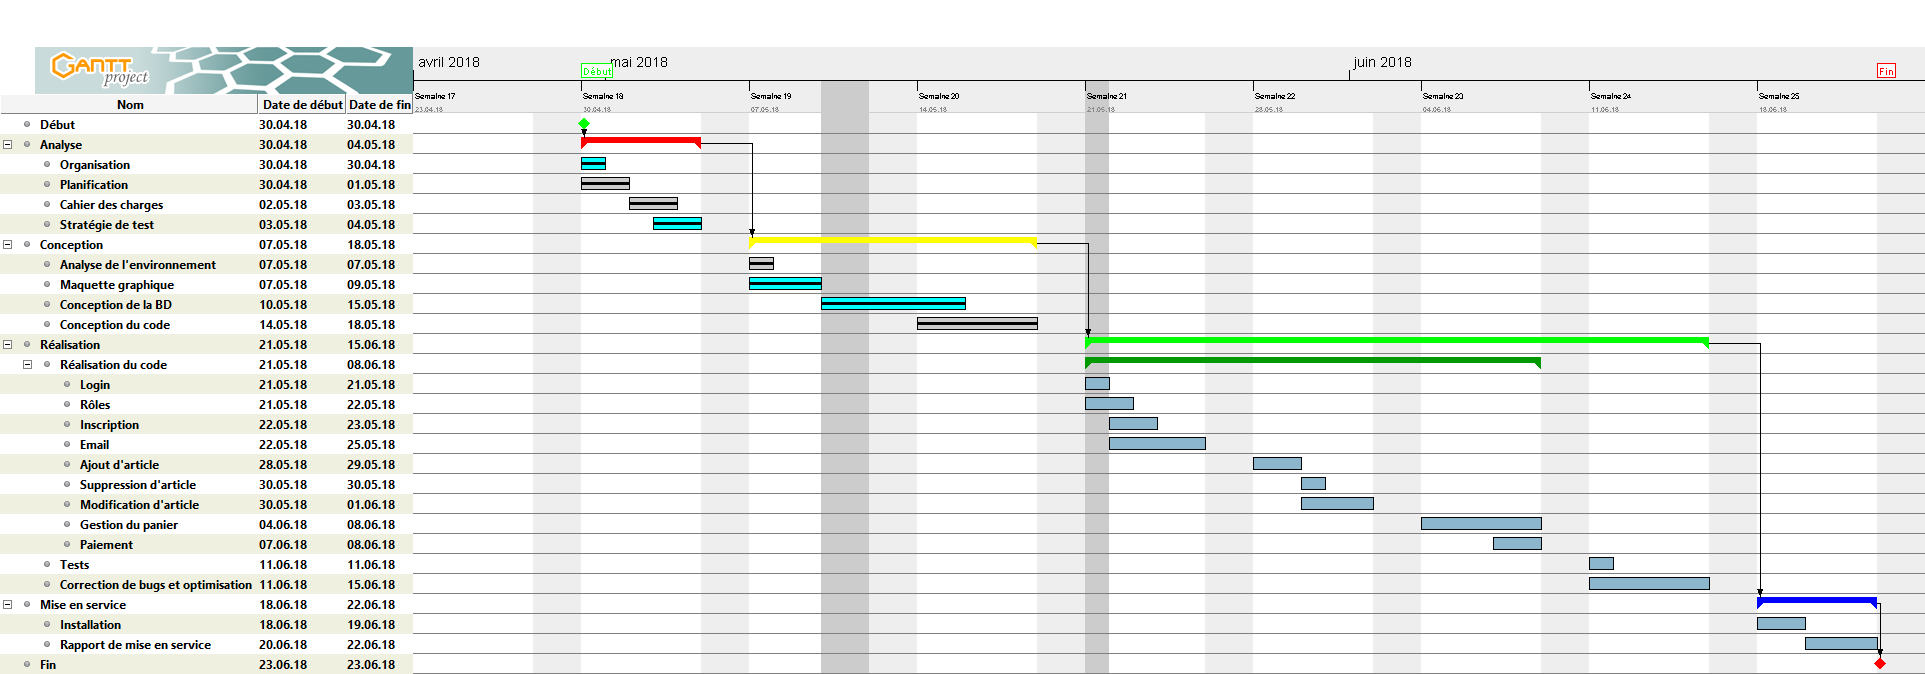 GANTT project
avril 2018 mai 2018 juin 2018
Début Fin
Nom Date de début Date de fin
Semaine 17 Semaine 18 Semaine 19 Semaine 20 Semaine 21 Semaine 22 Semaine 23 Semaine 24 Semaine 25
23.04.18 30.04.18 07.05.18 14.05.18 21.05.18 28.05.18 04.06.18 11.06.18 18.06.18
Début 30.04.18 30.04.18
Analyse 30.04.18 04.05.18
Organisation 30.04.18 30.04.18
Planification 30.04.18 01.05.18
Cahier des charges 02.05.18 03.05.18
Stratégie de test 03.05.18 04.05.18
Conception 07.05.18 18.05.18
Analyse de l'environnement 07.05.18 07.05.18
Maquette graphique 07.05.18 09.05.18
Conception de la BD 10.05.18 15.05.18
Conception du code 14.05.18 18.05.18
Réalisation 21.05.18 15.06.18
Réalisation du code 21.05.18 08.06.18
Login 21.05.18 21.05.18
Rôles 21.05.18 22.05.18
Inscription 22.05.18 23.05.18
Email 22.05.18 25.05.18
Ajout d'article 28.05.18 29.05.18
Suppression d'article 30.05.18 30.05.18
Modification d'article 30.05.18 01.06.18
Gestion du panier 04.06.18 08.06.18
Paiement 07.06.18 08.06.18
Tests 11.06.18 11.06.18
Correction de bugs et optimisation 11.06.18 15.06.18
Mise en service 18.06.18 22.06.18
Installation 18.06.18 19.06.18
Rapport de mise en service 20.06.18 22.06.18
Fin 23.06.18 23.06.18